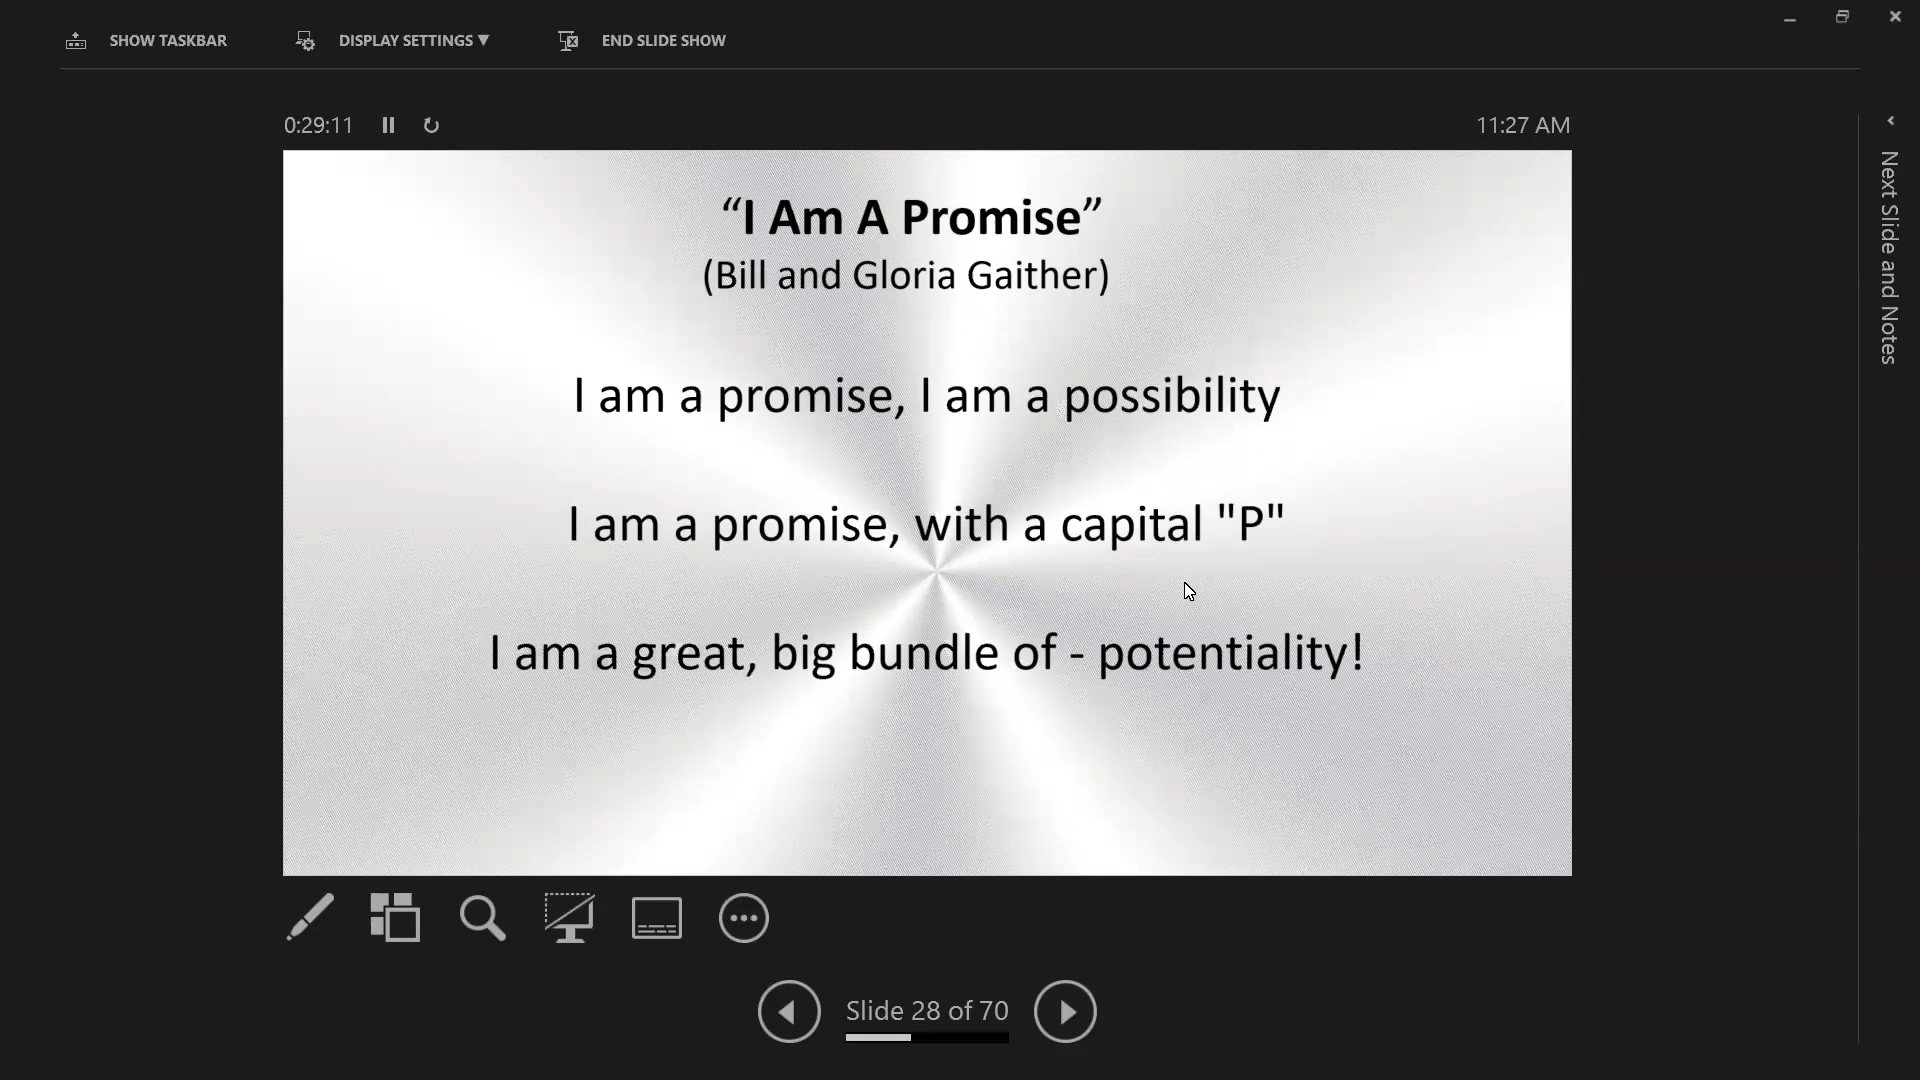 SHOW TASKBAR DISPLAY SETTINGS ▼ END SLIDE SHOW
0:29:11 11:27 AM
“I Am A Promise”
(Bill and Gloria Gaither)
I am a promise, I am a possibility
I am a promise, with a capital "P"
I am a great, big bundle of - potentiality!
Slide 28 of 70
Next Slide and Notes